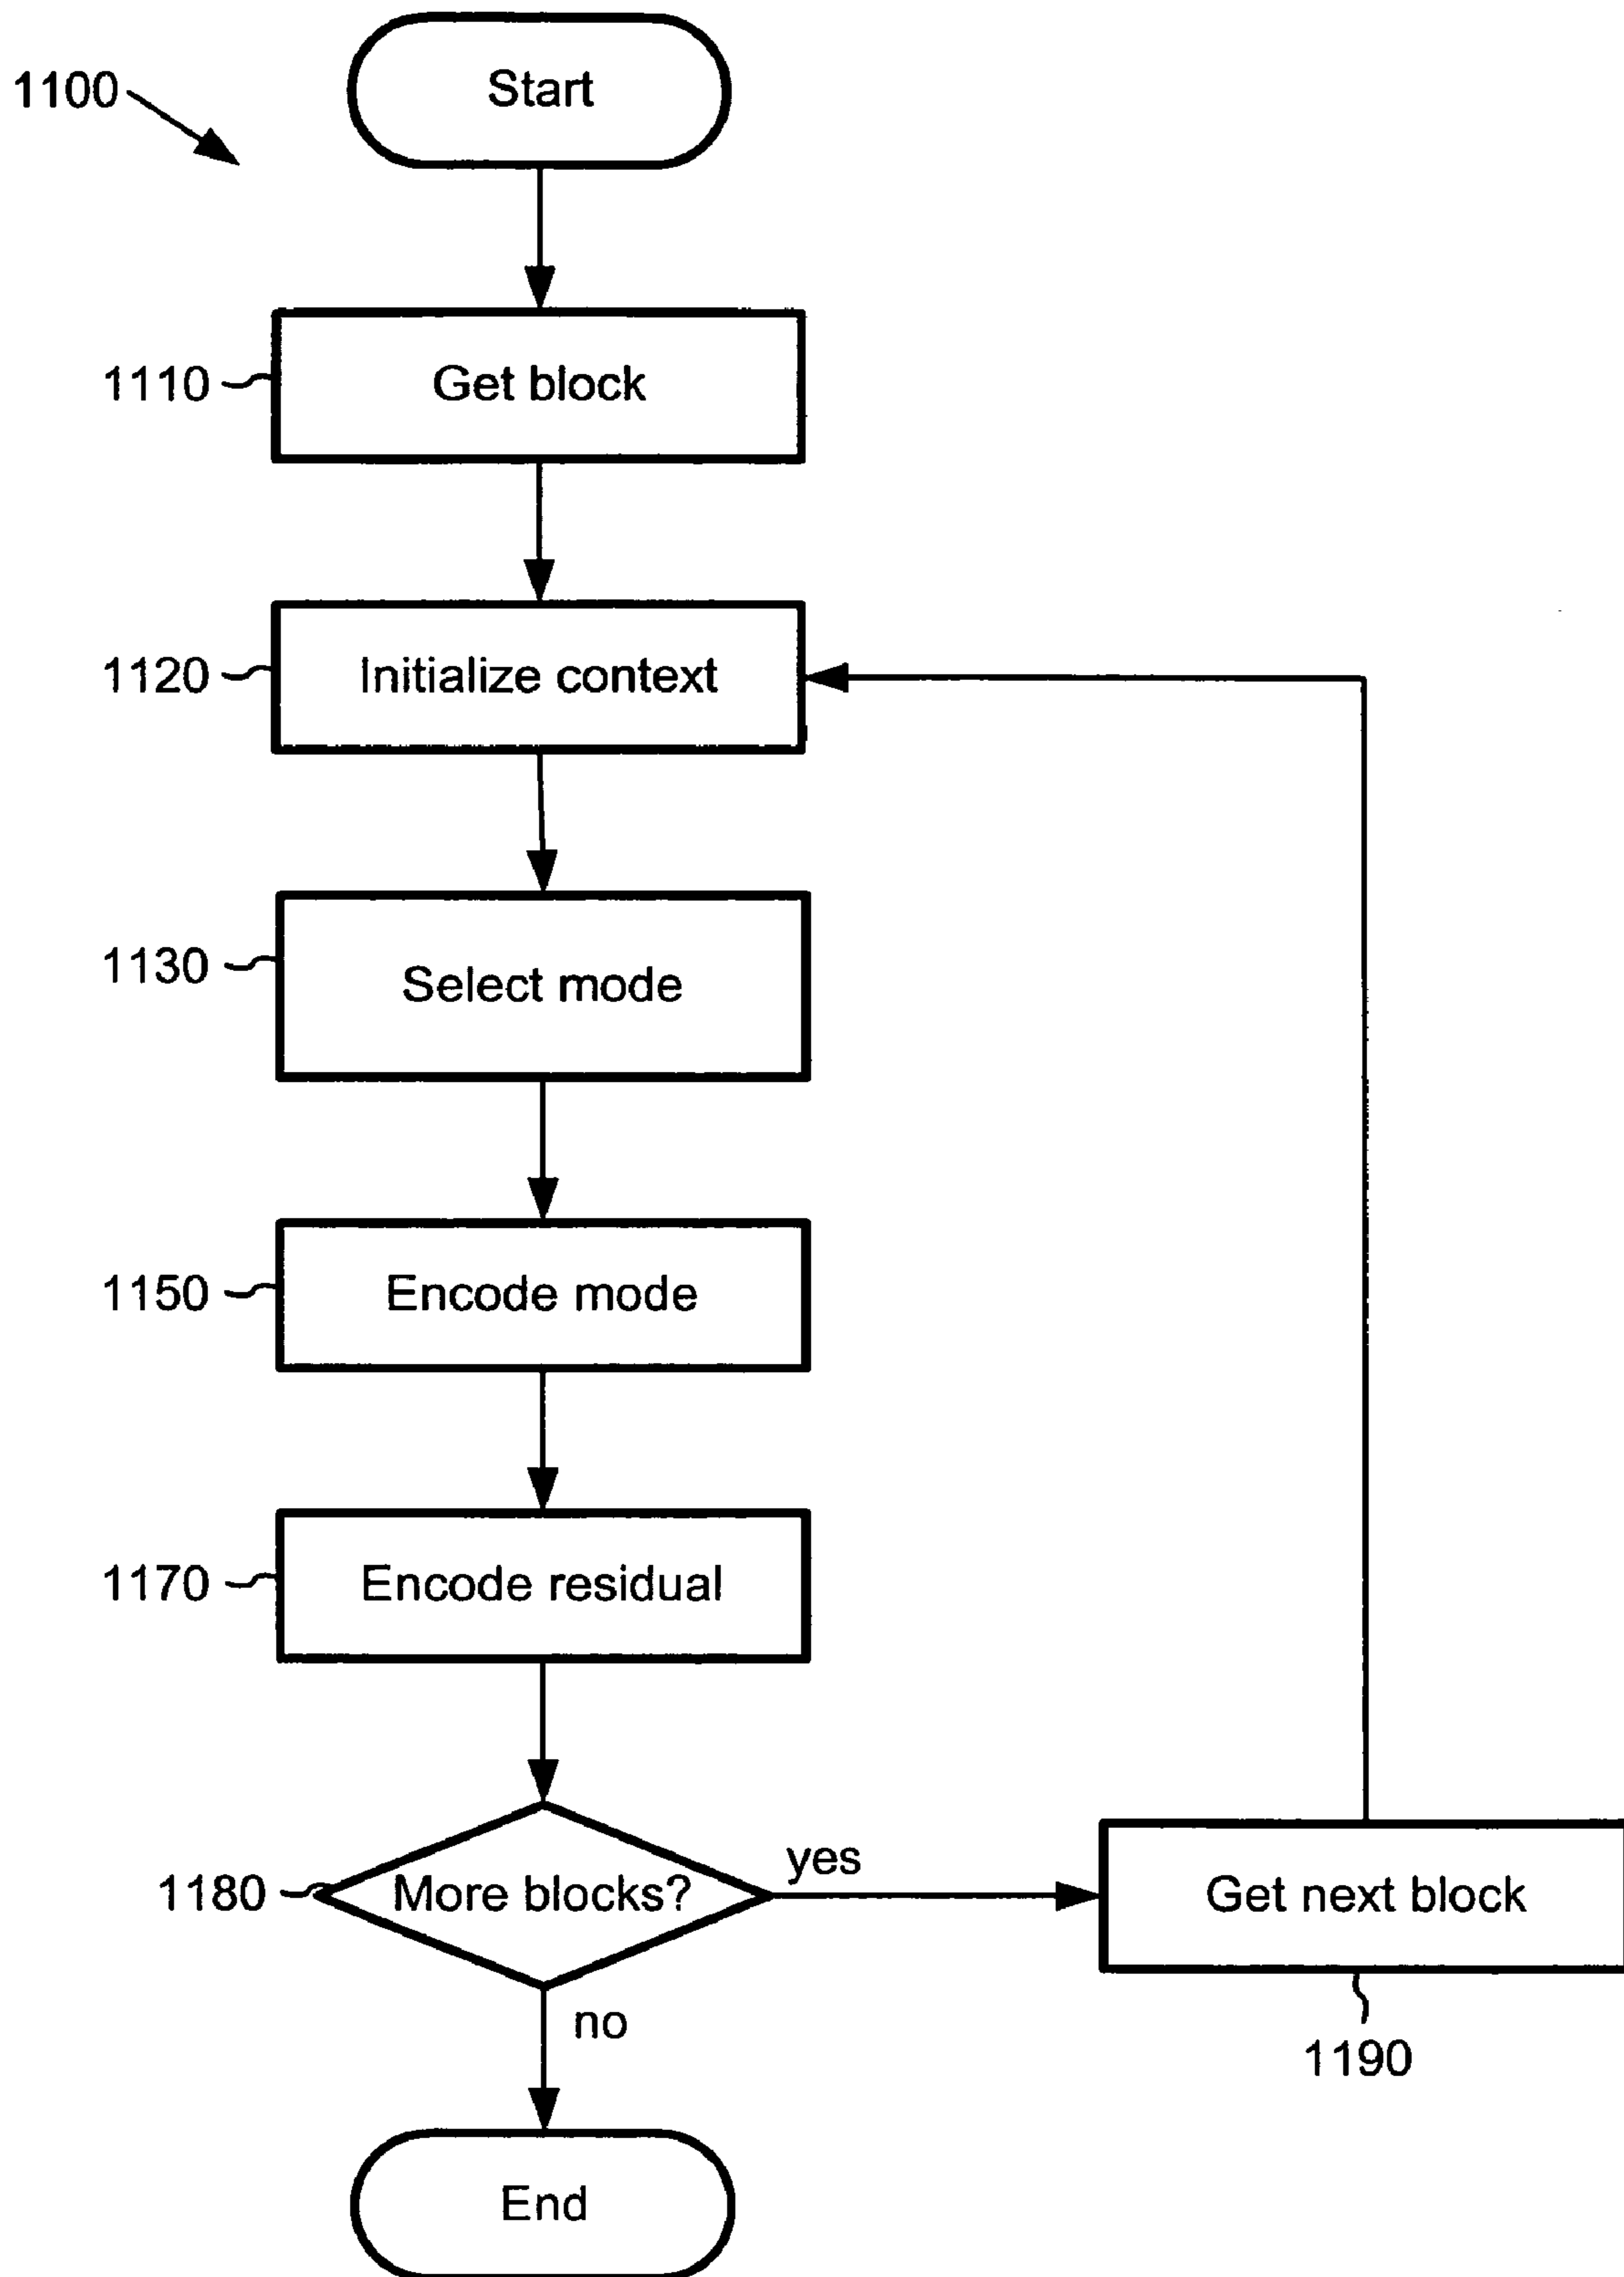 1100
Start
1110
Get block
1120
Initialize context
1130
Select mode
1150
Encode mode
1170
Encode residual
1180
More blocks?
yes
Get next block
1190
no
End